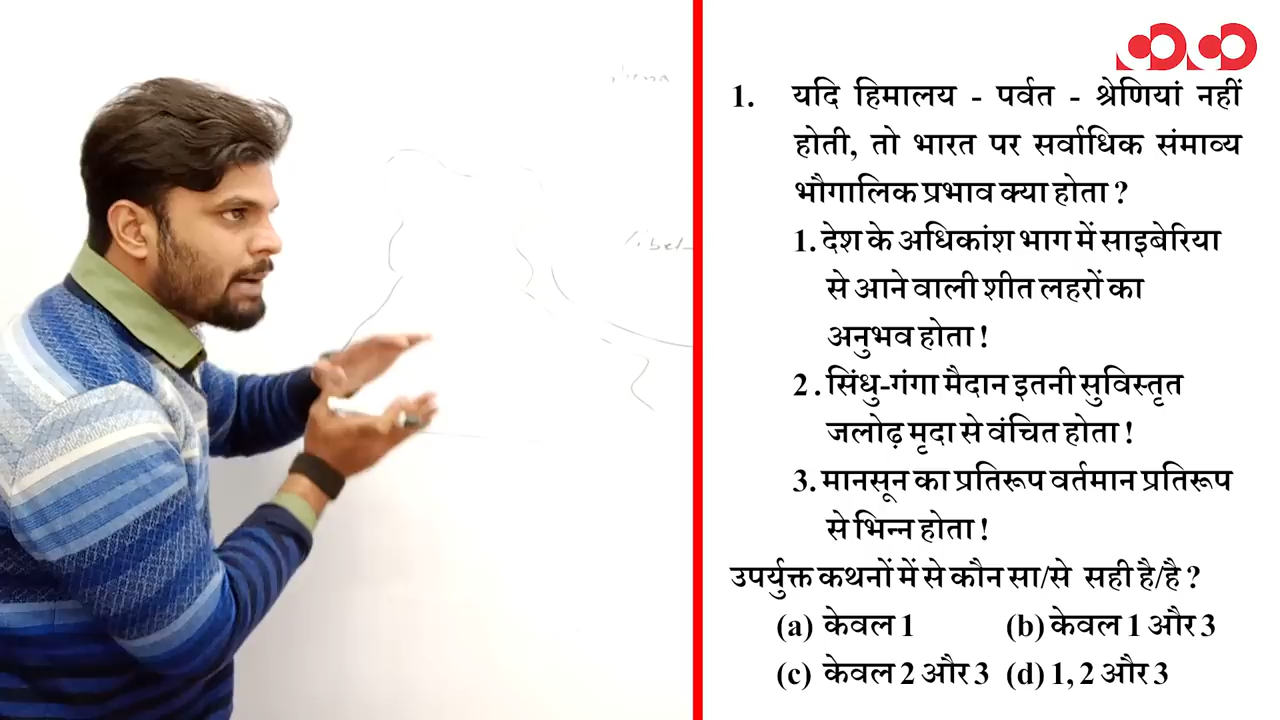 1. यदि हिमालय - पर्वत - श्रेणियां नहीं
होती, तो भारत पर सर्वाधिक संमाव्य
भौगालिक प्रभाव क्या होता ?
1. देश के अधिकांश भाग में साइबेरिया
से आने वाली शीत लहरों का
अनुभव होता !
2 . सिंधु-गंगा मैदान इतनी सुविस्तृत
जलोढ़ मृदा से वंचित होता !
3. मानसून का प्रतिरूप वर्तमान प्रतिरूप
से भिन्न होता !
उपर्युक्त कथनों में से कौन सा/से सही है/है ?
(a) केवल 1 (b) केवल 1 और 3
(c) केवल 2 और 3 (d) 1, 2 और 3